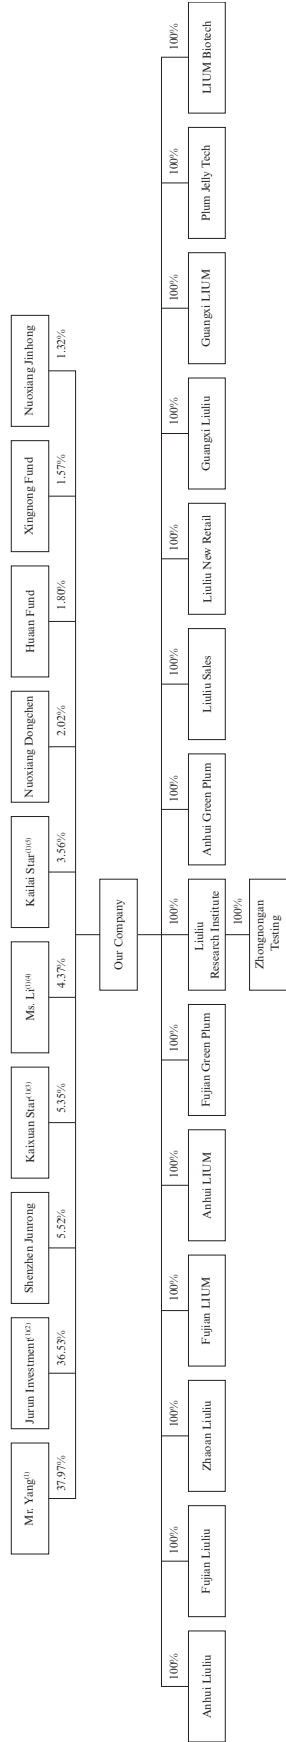 Mr. Yang(1)
Jurun Investment(1)(2)
Shenzhen Junrong
Kaixuan Star(1)(3)
Ms. Li(1)(4)
Kailai Star(1)(5)
Nuoxiang Dongchen
Huaan Fund
Xingnong Fund
Nuoxiang Jinhong
37.97%
36.53%
5.52%
5.35%
4.37%
3.56%
2.02%
1.80%
1.57%
1.32%
Our Company
100%
100%
100%
100%
100%
100%
100%
100%
100%
100%
100%
100%
100%
100%
Anhui Liuliu
Fujian Liuliu
Zhaoan Liuliu
Fujian LIUM
Anhui LIUM
Fujian Green Plum
Liuliu
Research Institute
Anhui Green Plum
Liuliu Sales
Liuliu New Retail
Guangxi Liuliu
Guangxi LIUM
Plum Jelly Tech
LIUM Biotech
100%
Zhongnongan
Testing